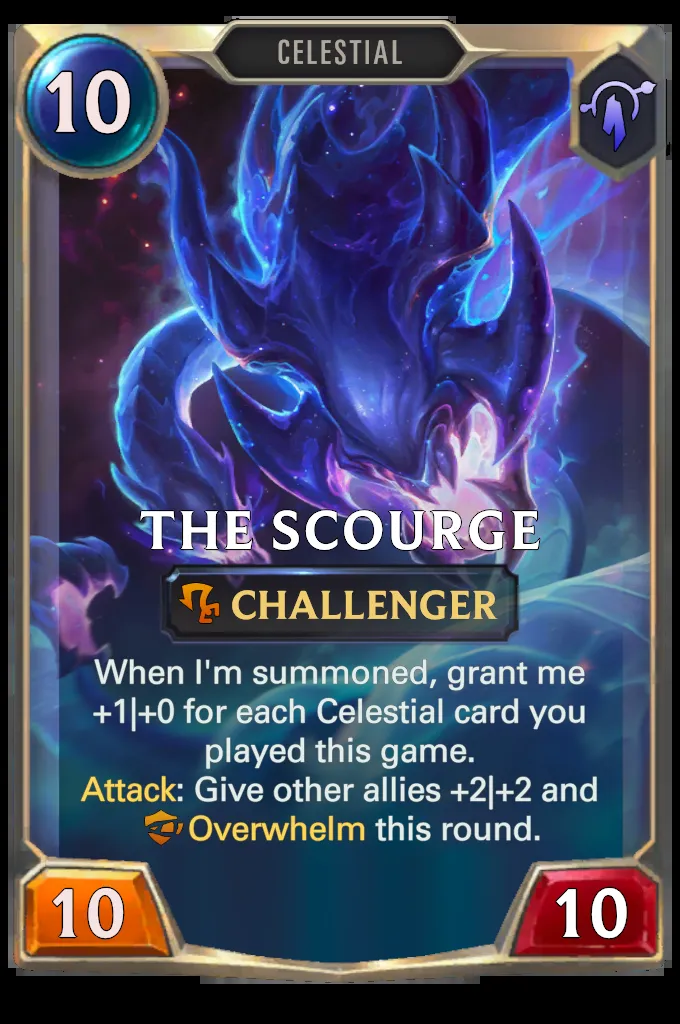 CELESTIAL
10
THE SCOURGE
CHALLENGER
When I'm summoned, grant me
+1|+0 for each Celestial card you
played this game.
Attack: Give other allies +2|+2 and
Overwhelm this round.
10
10